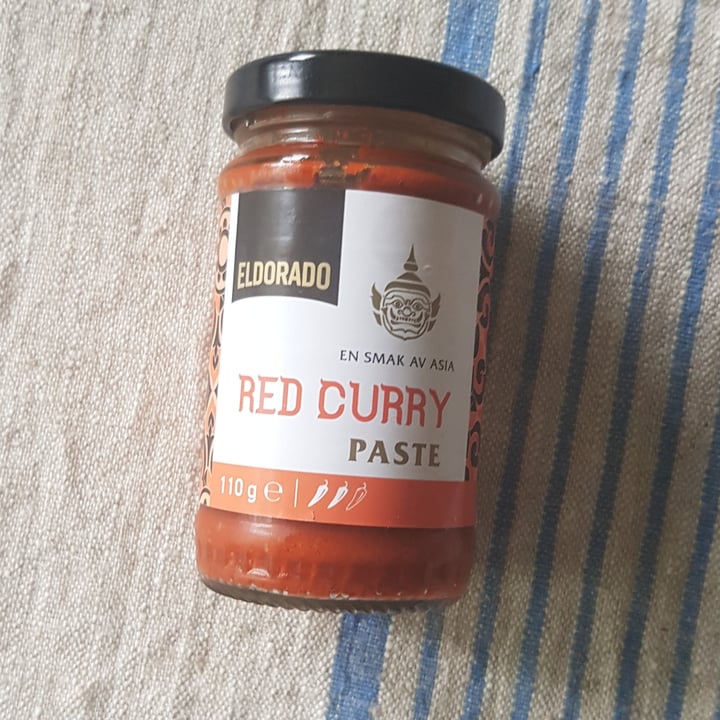 ELDORADO
EN SMAK AV ASIA
RED CURRY
PASTE
110 g ℮